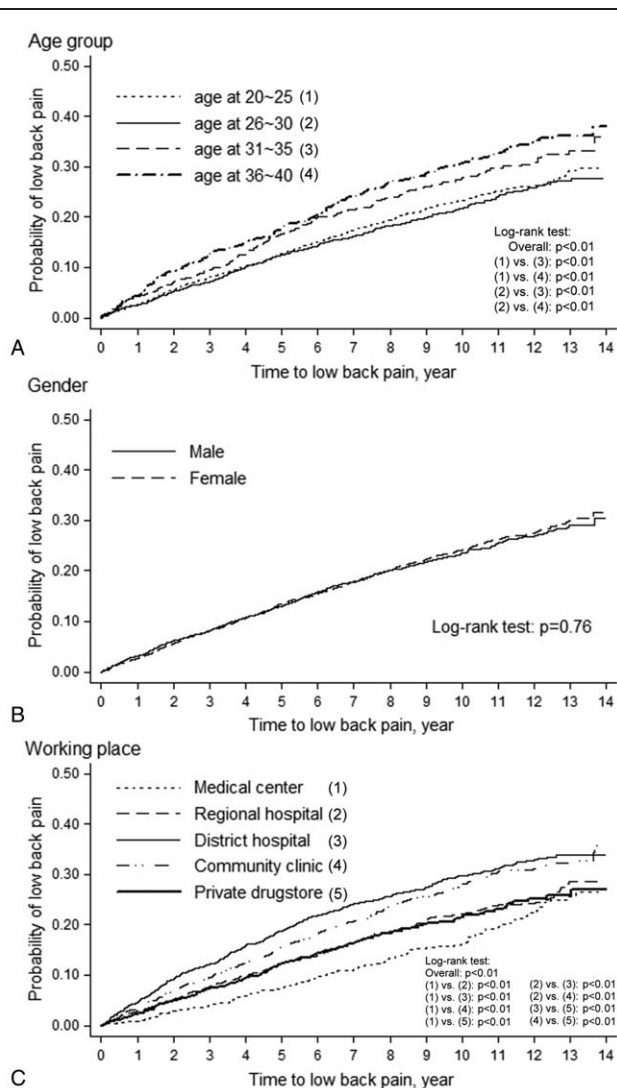 Age group
0.50
0.40
0.30
0.20
0.10
0.00
Probability of low back pain
age at 20~25 (1)
age at 26~30 (2)
age at 31~35 (3)
age at 36~40 (4)
Log-rank test:
Overall: p<0.01
(1) vs. (3): p<0.01
(1) vs. (4): p<0.01
(2) vs. (3): p<0.01
(2) vs. (4): p<0.01
0 1 2 3 4 5 6 7 8 9 10 11 12 13 14
A
Time to low back pain, year
Gender
0.50
0.40
0.30
0.20
0.10
0.00
Probability of low back pain
Male
Female
Log-rank test: p=0.76
0 1 2 3 4 5 6 7 8 9 10 11 12 13 14
B
Time to low back pain, year
Working place
0.50
0.40
0.30
0.20
0.10
0.00
Probability of low back pain
Medical center (1)
Regional hospital (2)
District hospital (3)
Community clinic (4)
Private drugstore (5)
Log-rank test:
Overall: p<0.01
(1) vs. (2): p<0.01 (2) vs. (3): p<0.01
(1) vs. (3): p<0.01 (2) vs. (4): p<0.01
(1) vs. (4): p<0.01 (3) vs. (5): p<0.01
(1) vs. (5): p<0.01 (4) vs. (5): p<0.01
0 1 2 3 4 5 6 7 8 9 10 11 12 13 14
C
Time to low back pain, year